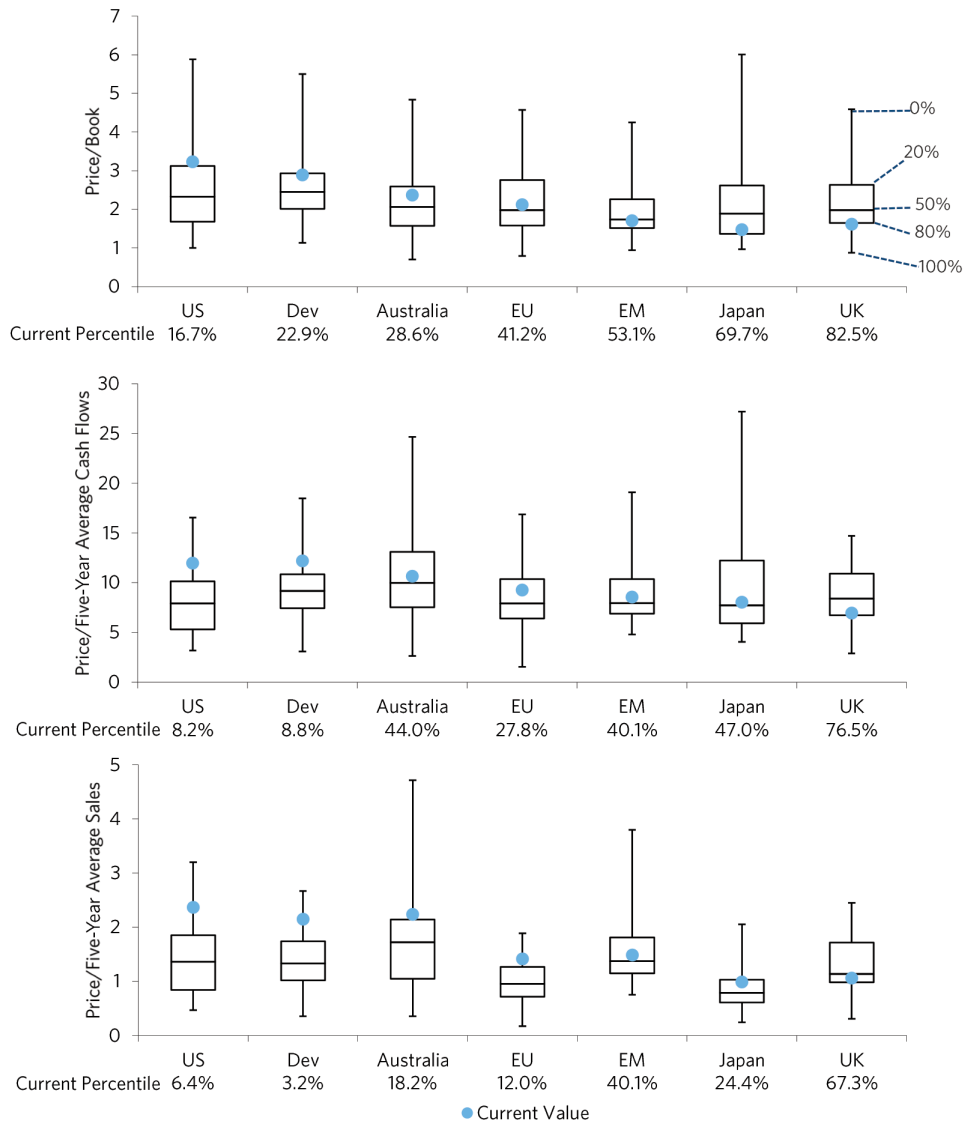 Price/Book
7
6
5
4
3
2
1
0
0%
20%
50%
80%
100%
US Dev Australia EU EM Japan UK
Current Percentile 16.7% 22.9% 28.6% 41.2% 53.1% 69.7% 82.5%
Price/Five-Year Average Cash Flows
30
25
20
15
10
5
0
US Dev Australia EU EM Japan UK
Current Percentile 8.2% 8.8% 44.0% 27.8% 40.1% 47.0% 76.5%
Price/Five-Year Average Sales
5
4
3
2
1
0
US Dev Australia EU EM Japan UK
Current Percentile 6.4% 3.2% 18.2% 12.0% 40.1% 24.4% 67.3%
Current Value